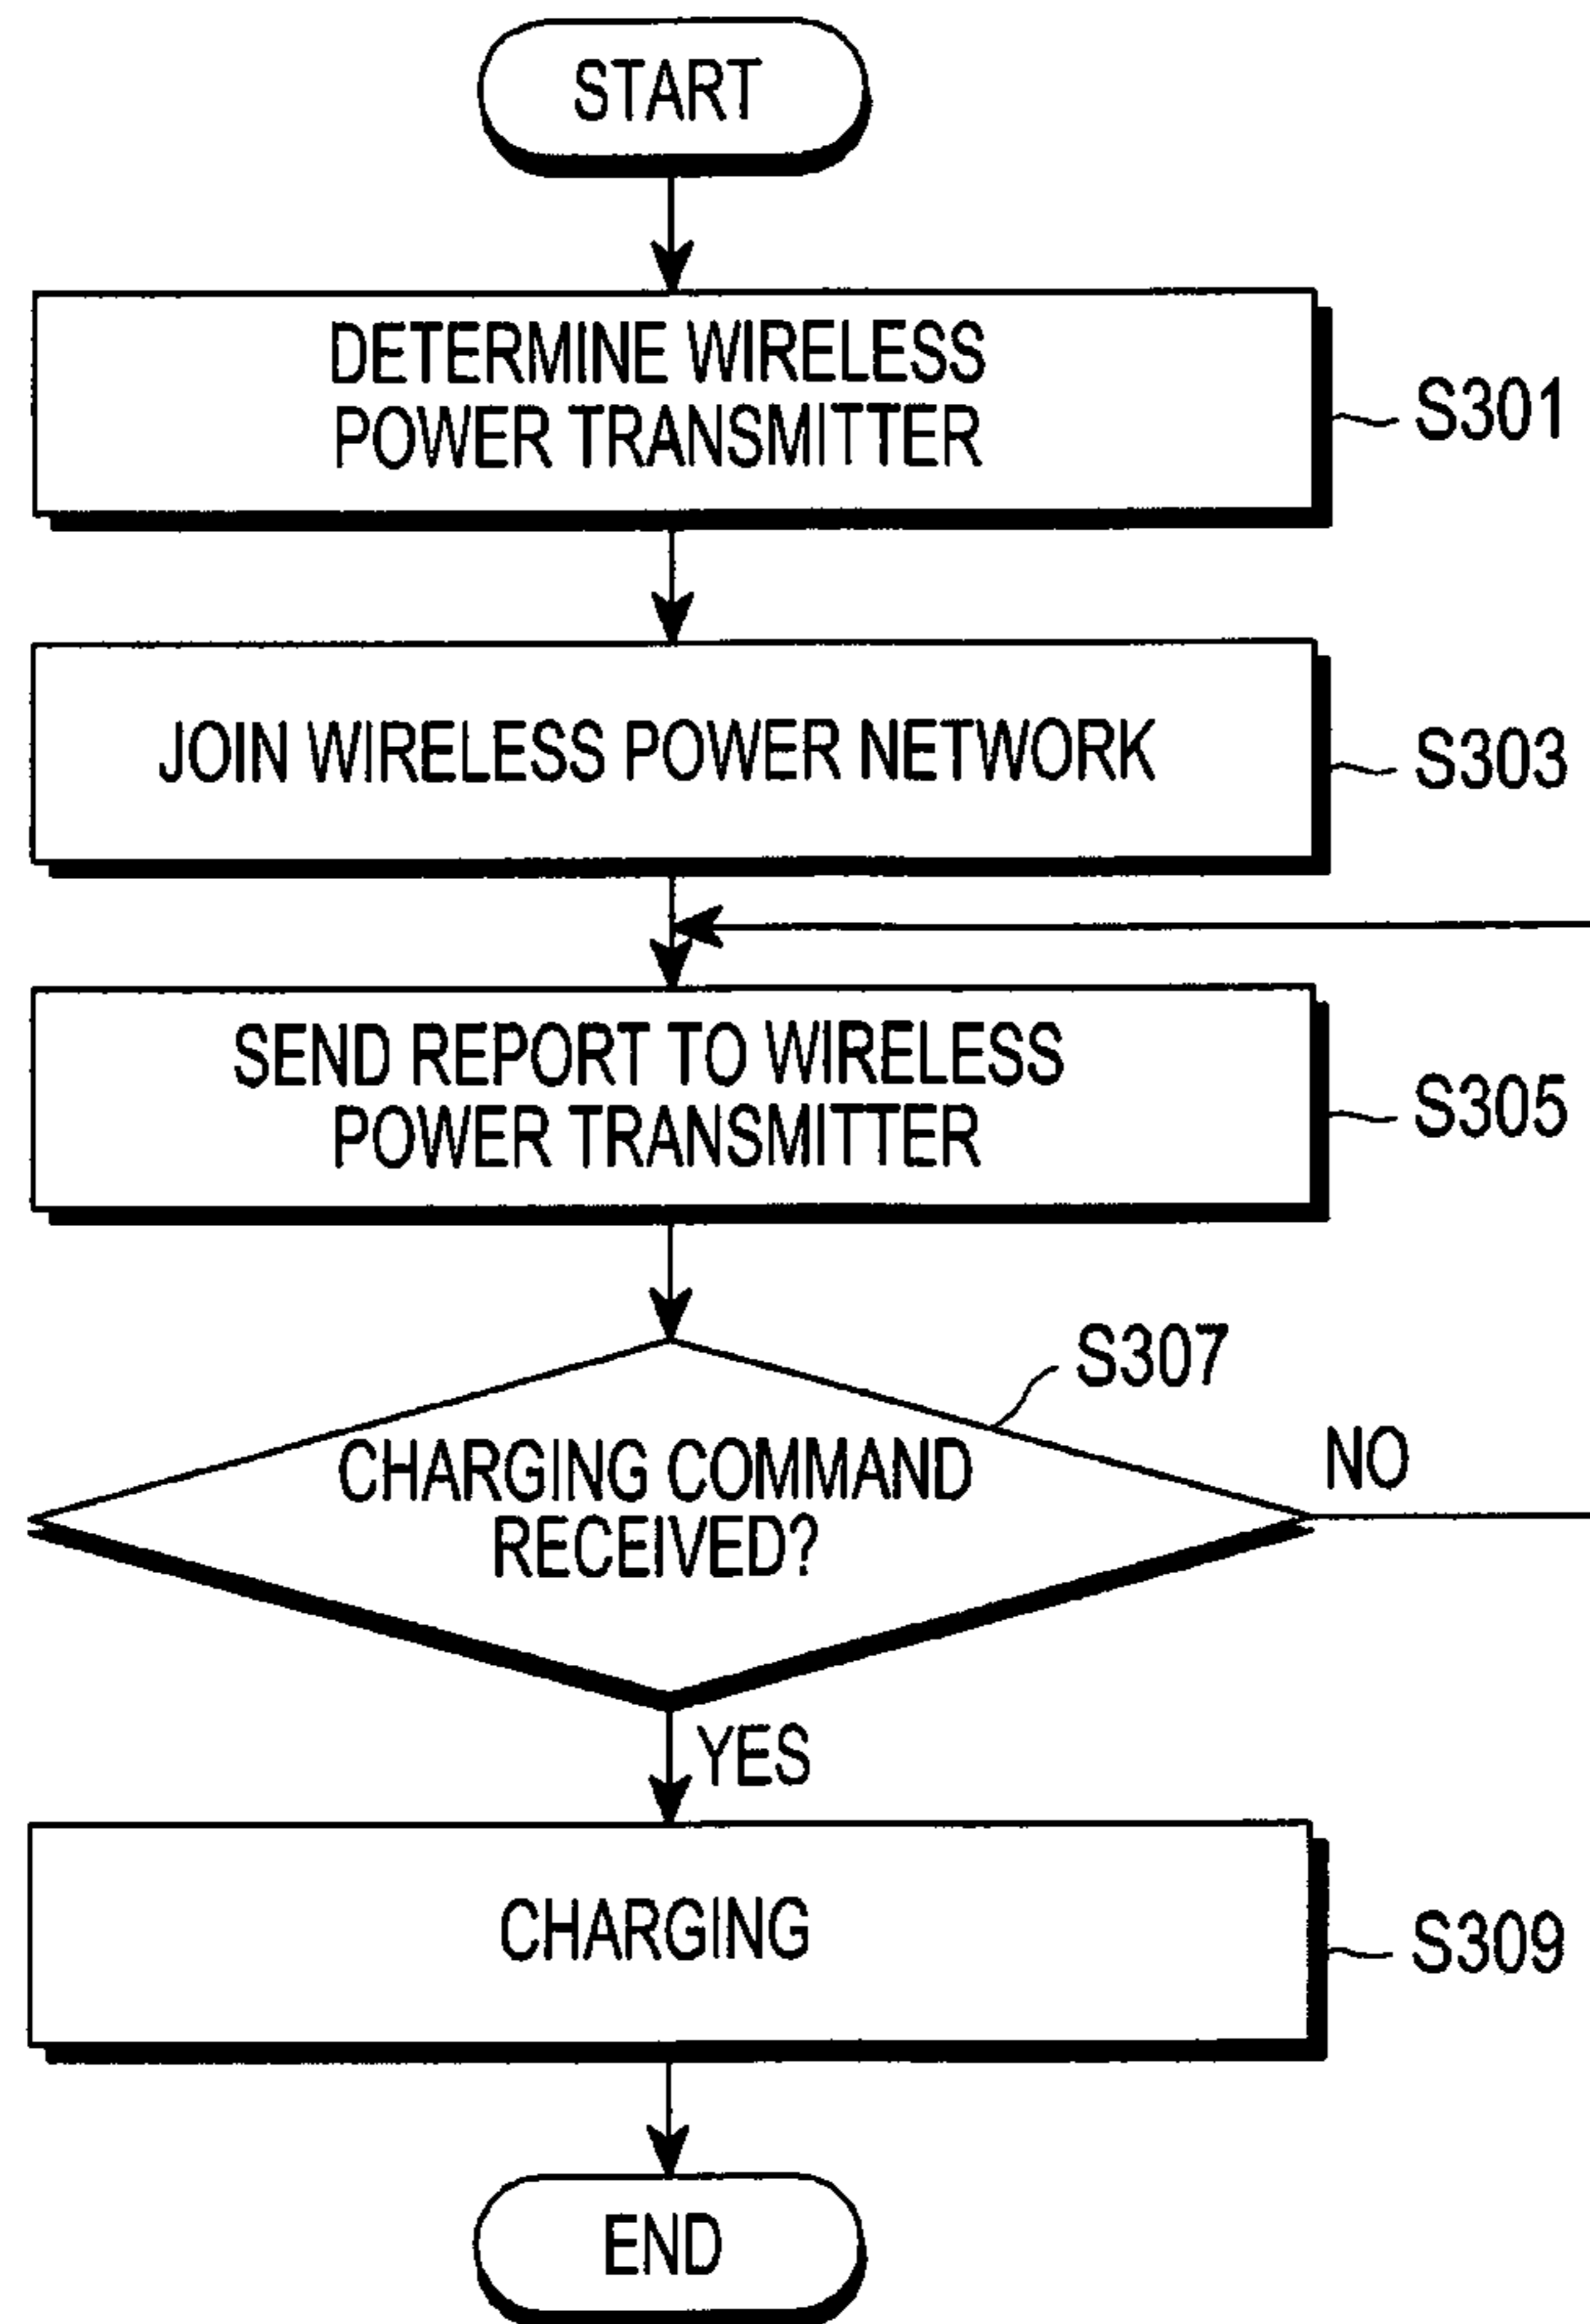 START
DETERMINE WIRELESS
POWER TRANSMITTER
S301
JOIN WIRELESS POWER NETWORK
S303
SEND REPORT TO WIRELESS
POWER TRANSMITTER
S305
S307
CHARGING COMMAND
RECEIVED?
NO
YES
CHARGING
S309
END